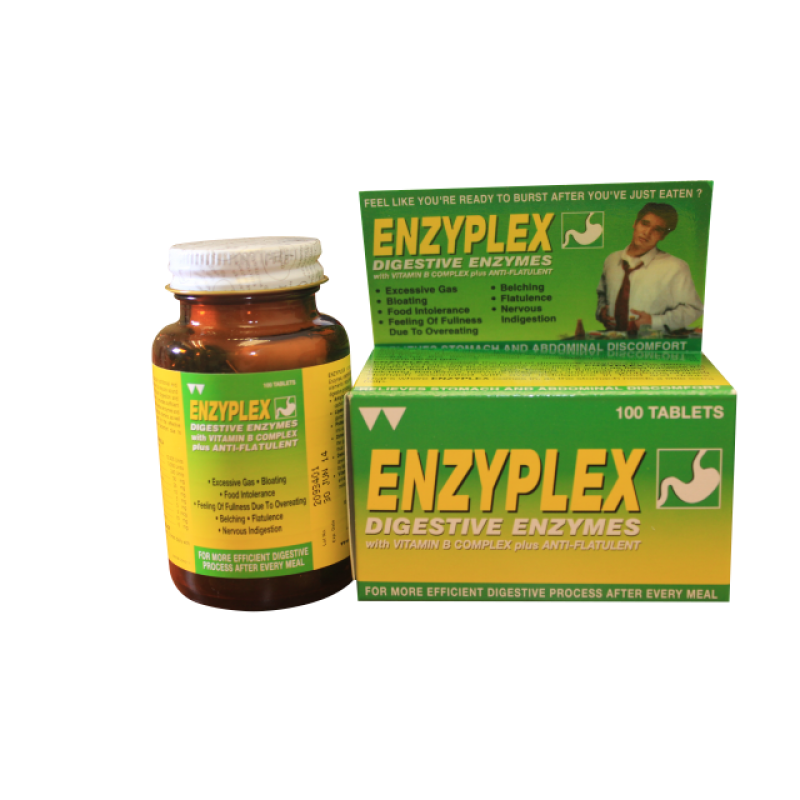 FEEL LIKE YOU'RE READY TO BURST AFTER YOU'VE JUST EATEN ?
ENZYPLEX
DIGESTIVE ENZYMES
with VITAMIN B COMPLEX plus ANTI-FLATULENT
• Excessive Gas
• Bloating
• Food Intolerance
• Feeling Of Fullness
Due To Overeating
• Belching
• Flatulence
• Nervous
Indigestion
STOMACH AND ABDOMINAL DISCOMFORT
RELIEVES STOMACH AND ABDOMINAL DISCOMFORT
100 TABLETS
ENZYPLEX
DIGESTIVE ENZYMES
with VITAMIN B COMPLEX plus ANTI-FLATULENT
FOR MORE EFFICIENT DIGESTIVE PROCESS AFTER EVERY MEAL
100 TABLETS
ENZYPLEX
DIGESTIVE ENZYMES
with VITAMIN B COMPLEX
plus ANTI-FLATULENT
• Excessive Gas • Bloating
• Food Intolerance
• Feeling Of Fullness Due To Overeating
• Belching • Flatulence
• Nervous Indigestion
FOR MORE EFFICIENT DIGESTIVE
PROCESS AFTER EVERY MEAL
2093401
30 JUN 14